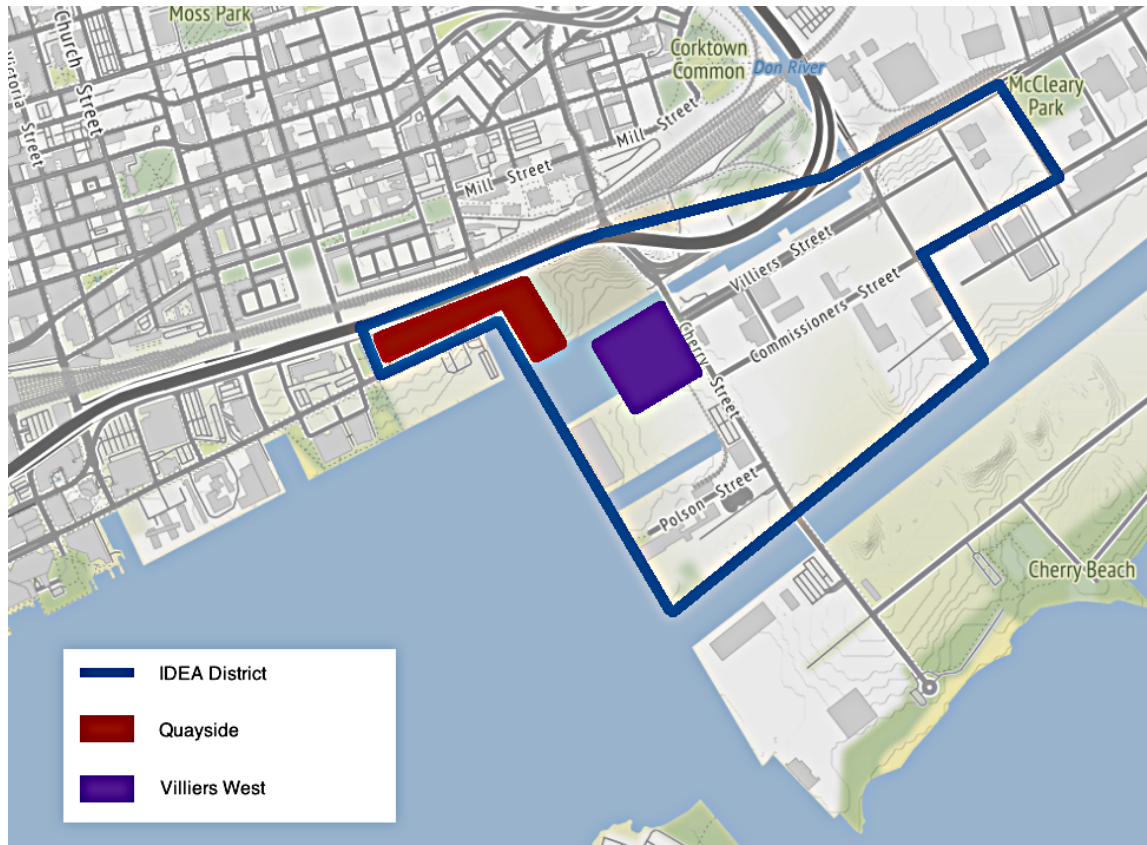 Moss Park
Church Street
Victoria
Street
Corktown
Common
Don River
McCleary
Park
Mill Street
Mill Street
Villiers Street
Commissioners Street
Cherry Street
Polson Street
Cherry Beach
IDEA District
Quayside
Villiers West